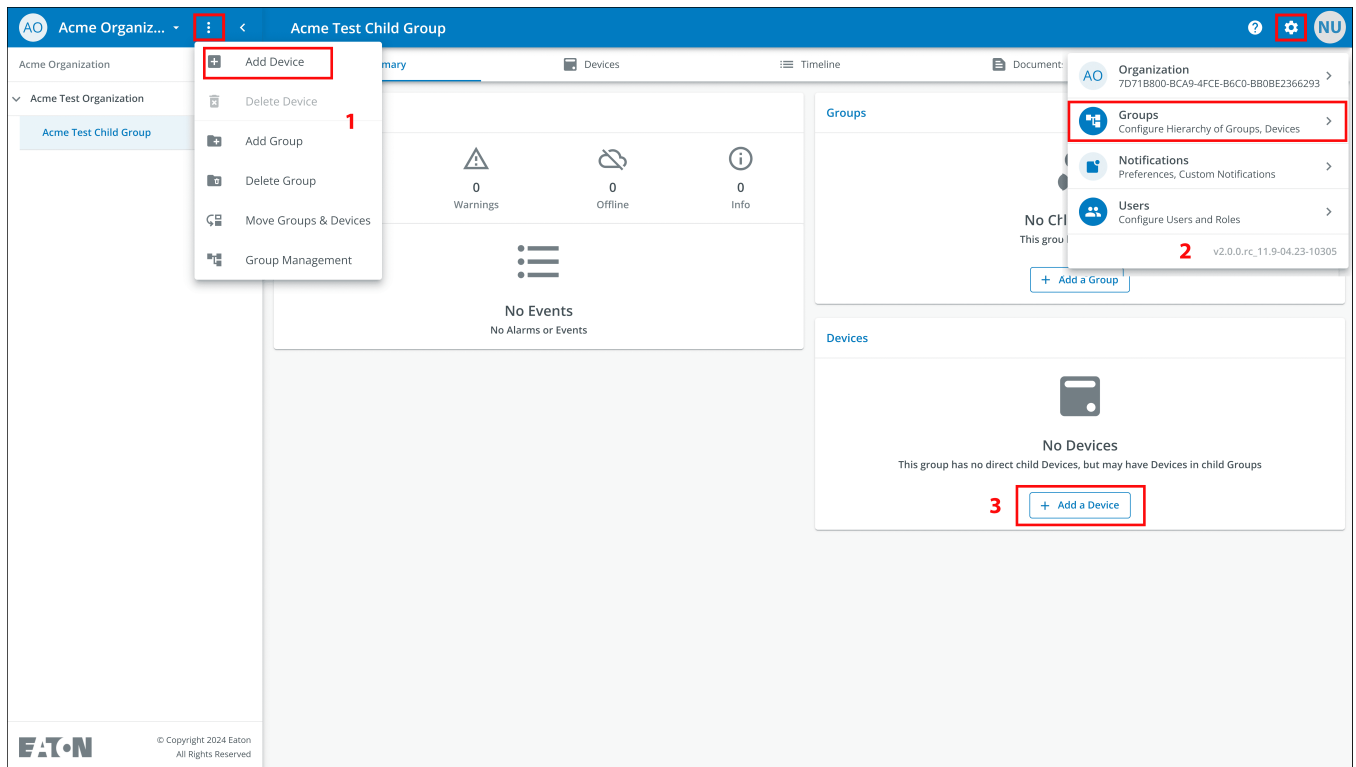 AO
Acme Organiz...
Acme Test Child Group
NU
Acme Organization
Acme Test Organization
Acme Test Child Group
Add Device
Delete Device
1
Add Group
Delete Group
Move Groups & Devices
Group Management
mary
Devices
Timeline
Document
0
Warnings
0
Offline
0
Info
No Events
No Alarms or Events
Groups
AO
Organization
7D71B800-BCA9-4FCE-B6C0-BB0BE2366293
Groups
Configure Hierarchy of Groups, Devices
Notifications
Preferences, Custom Notifications
Users
Configure Users and Roles
2
v2.0.0.rc_11.9-04.23-10305
No Ch
This grou
+ Add a Group
Devices
No Devices
This group has no direct child Devices, but may have Devices in child Groups
3
+ Add a Device
EATON
© Copyright 2024 Eaton
All Rights Reserved